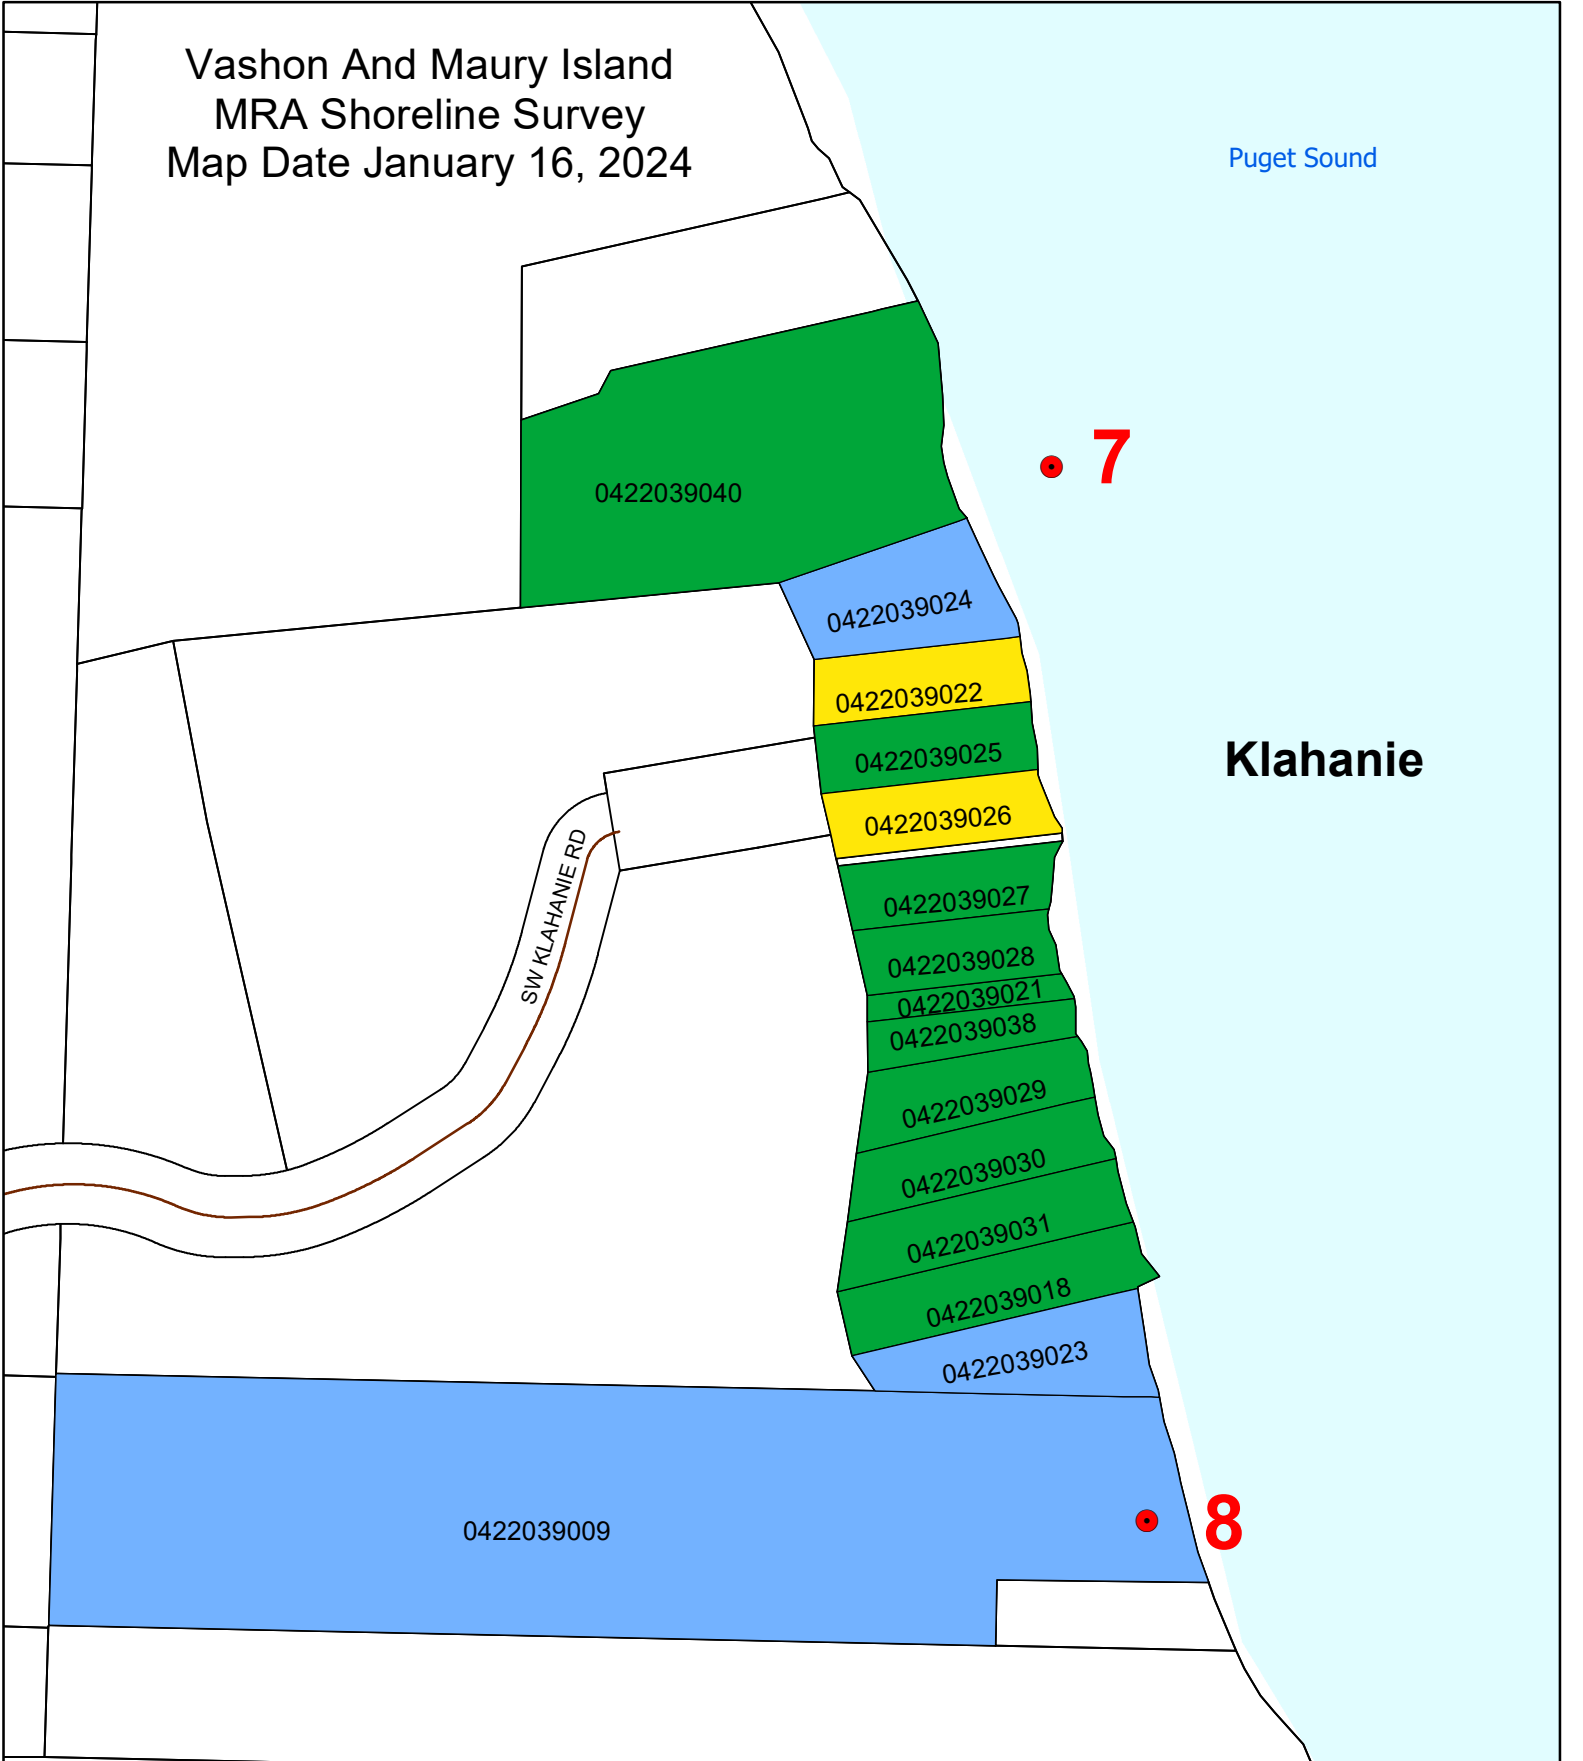 Vashon And Maury Island
MRA Shoreline Survey
Map Date January 16, 2024
Puget Sound
7
0422039040
0422039024
0422039022
0422039025
Klahanie
0422039026
SW KLAHANIE RD
0422039027
0422039028
0422039021
0422039038
0422039029
0422039030
0422039031
0422039018
0422039023
0422039009
8